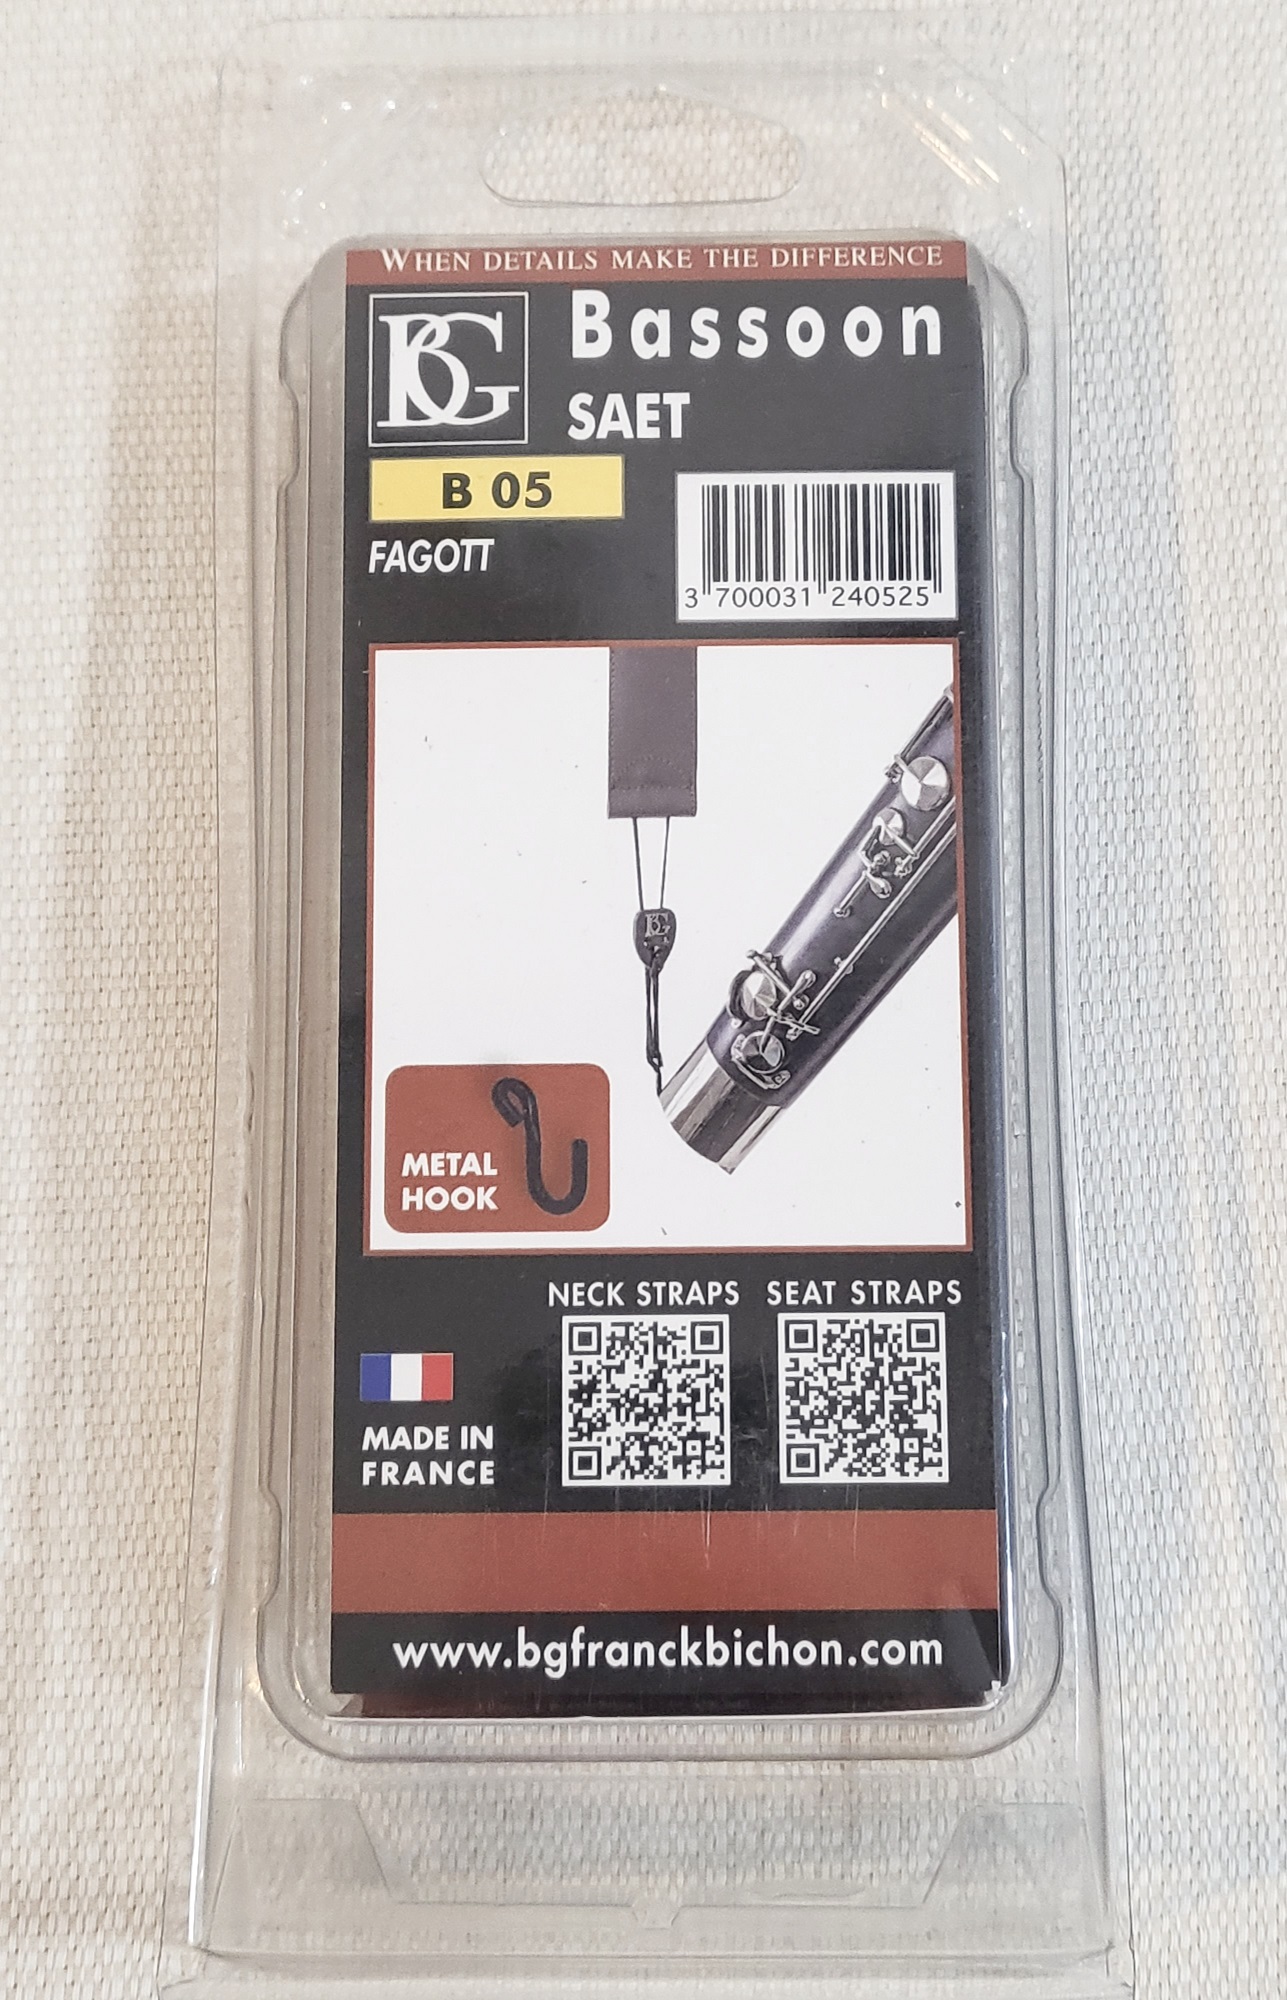 WHEN DETAILS MAKE THE DIFFERENCE
BG
Bassoon
SAET
B 05
FAGOTT
3 700031 240525
BG
METAL
HOOK
NECK STRAPS SEAT STRAPS
MADE IN
FRANCE
www.bgfranckbichon.com